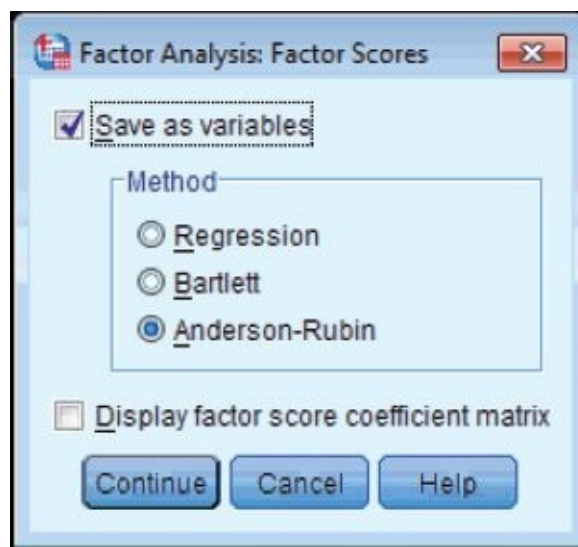 Factor Analysis: Factor Scores
Save as variables
Method
Regression
Bartlett
Anderson-Rubin
Display factor score coefficient matrix
Continue Cancel Help